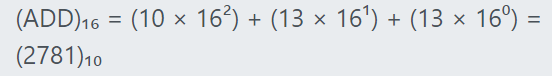 (ADD)₁₆ = (10 × 16²) + (13 × 16¹) + (13 × 16⁰) =
(2781)₁₀